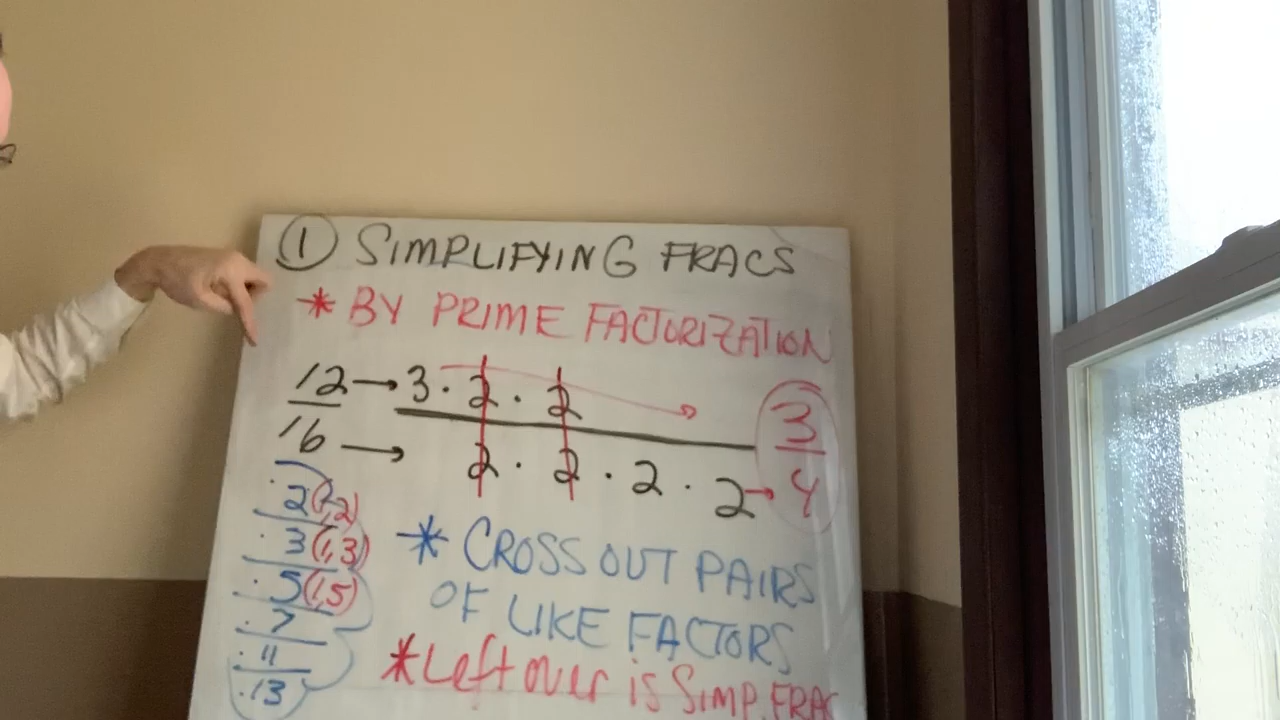 ① SIMPLIFYING FRACS
* BY PRIME FACTORIZATION
12 → 3 · 2 · 2 → 3
16 → 2 · 2 · 2 · 2 → 4
· 2 (1,2)
· 3 (1,3)
· 5 (1,5)
· 7
· 11
· 13
* CROSS OUT PAIRS
OF LIKE FACTORS
* Left over is SIMP. FRAC